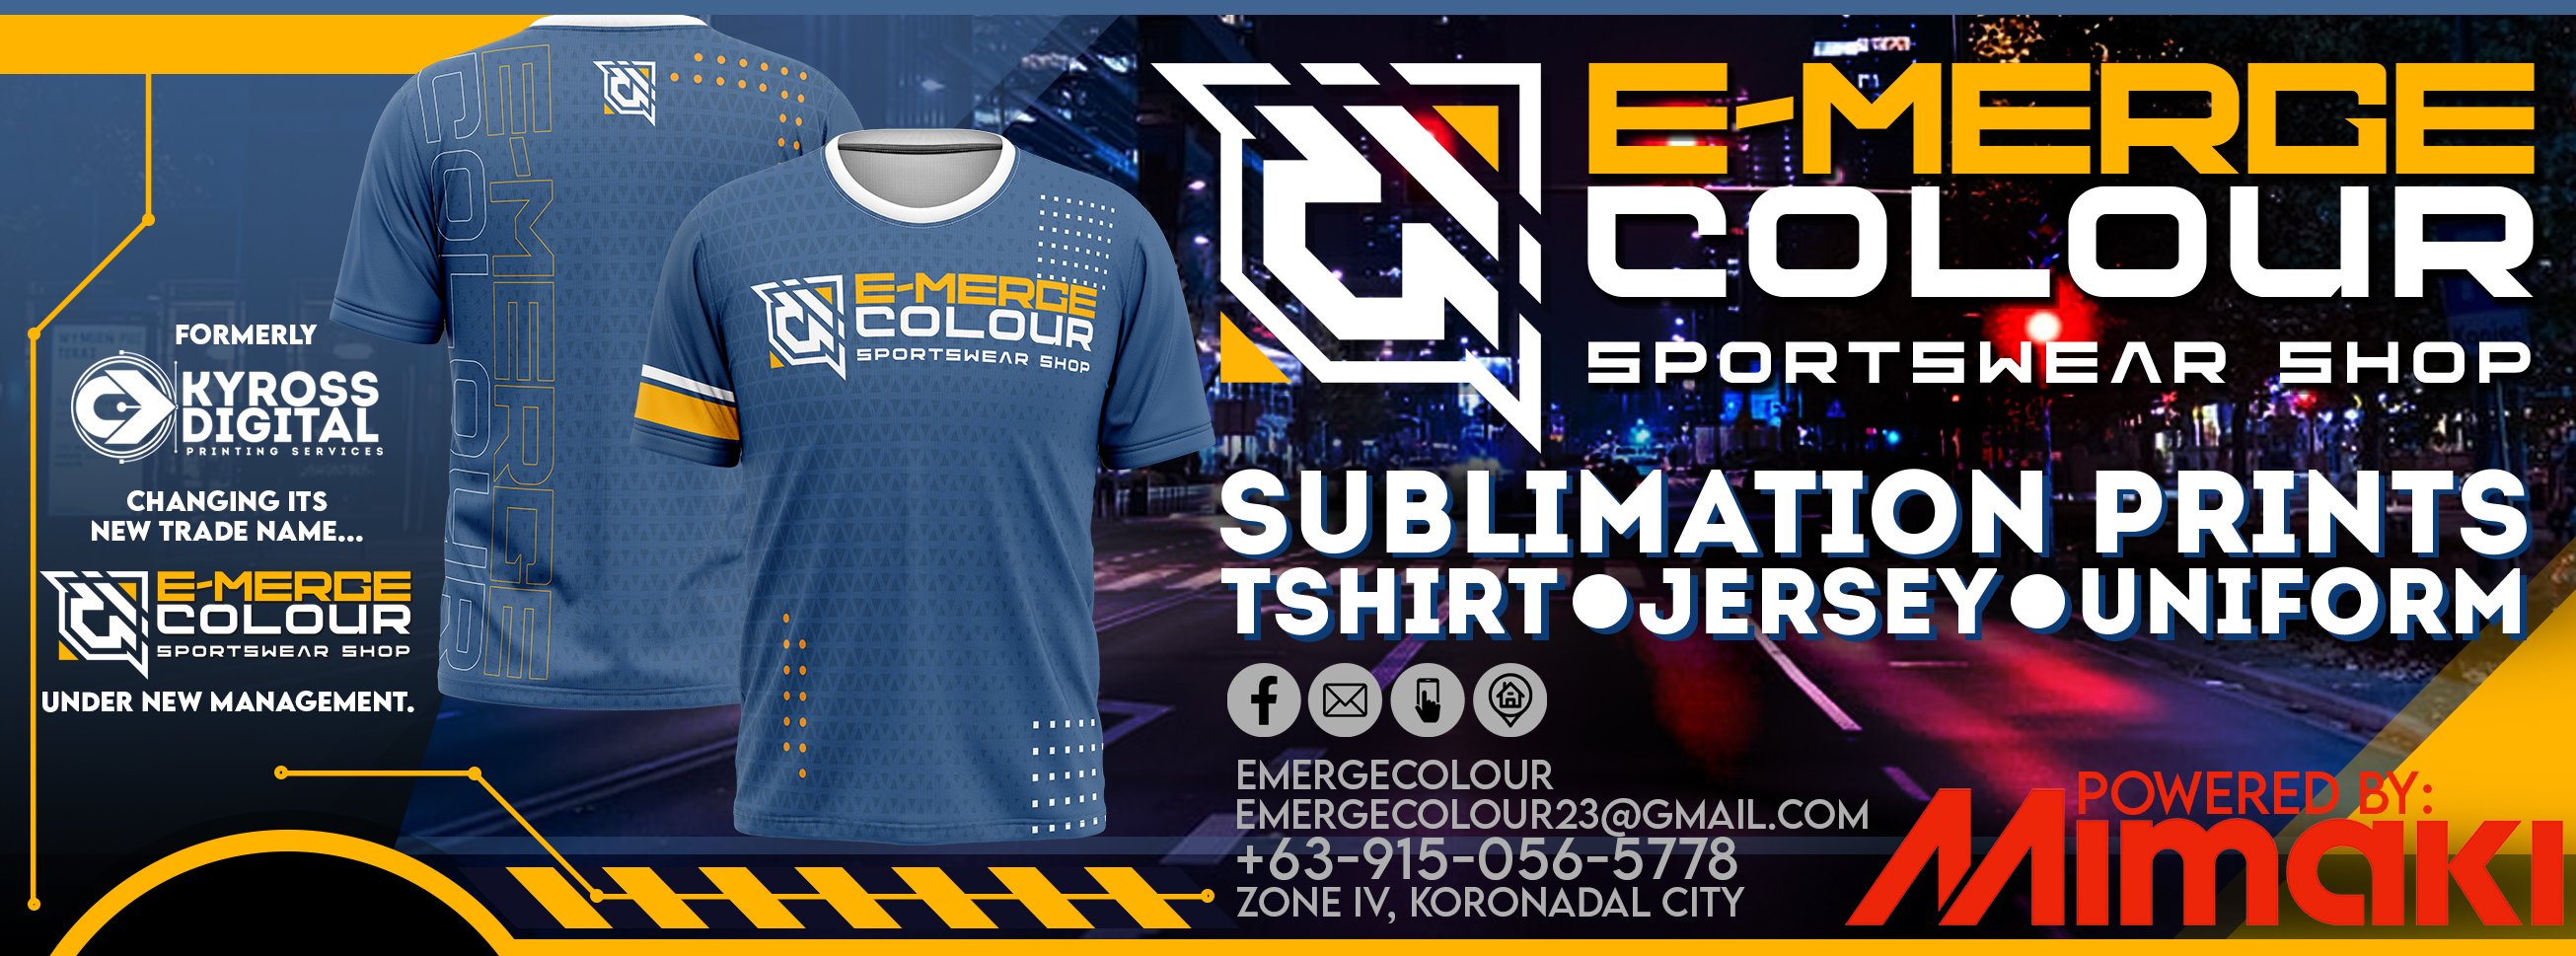 FORMERLY
KYROSS
DIGITAL
PRINTING SERVICES
CHANGING ITS
NEW TRADE NAME...
E-MERGE
COLOUR
SPORTSWEAR SHOP
UNDER NEW MANAGEMENT.
E-MERGE
COLOUR
E-MERGE
COLOUR
SPORTSWEAR SHOP
E-MERGE
COLOUR
SPORTSWEAR SHOP
SUBLIMATION PRINTS
TSHIRT●JERSEY●UNIFORM
f
EMERGECOLOUR
EMERGECOLOUR23@GMAIL.COM
+63-915-056-5778
ZONE IV, KORONADAL CITY
POWERED BY:
Mimaki